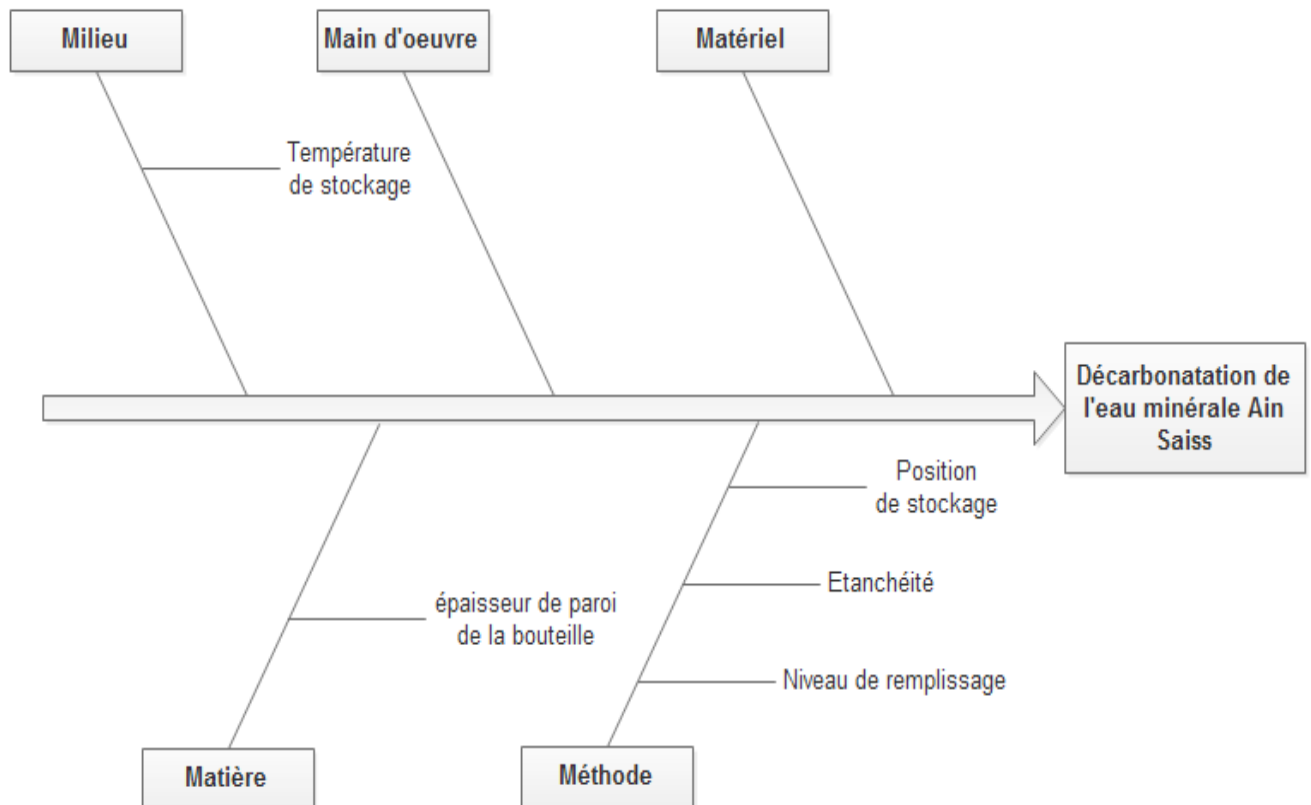 Milieu
Main d'oeuvre
Matériel
Température
de stockage
Décarbonatation de
l'eau minérale Ain
Saiss
Position
de stockage
Etanchéité
épaisseur de paroi
de la bouteille
Niveau de remplissage
Matière
Méthode